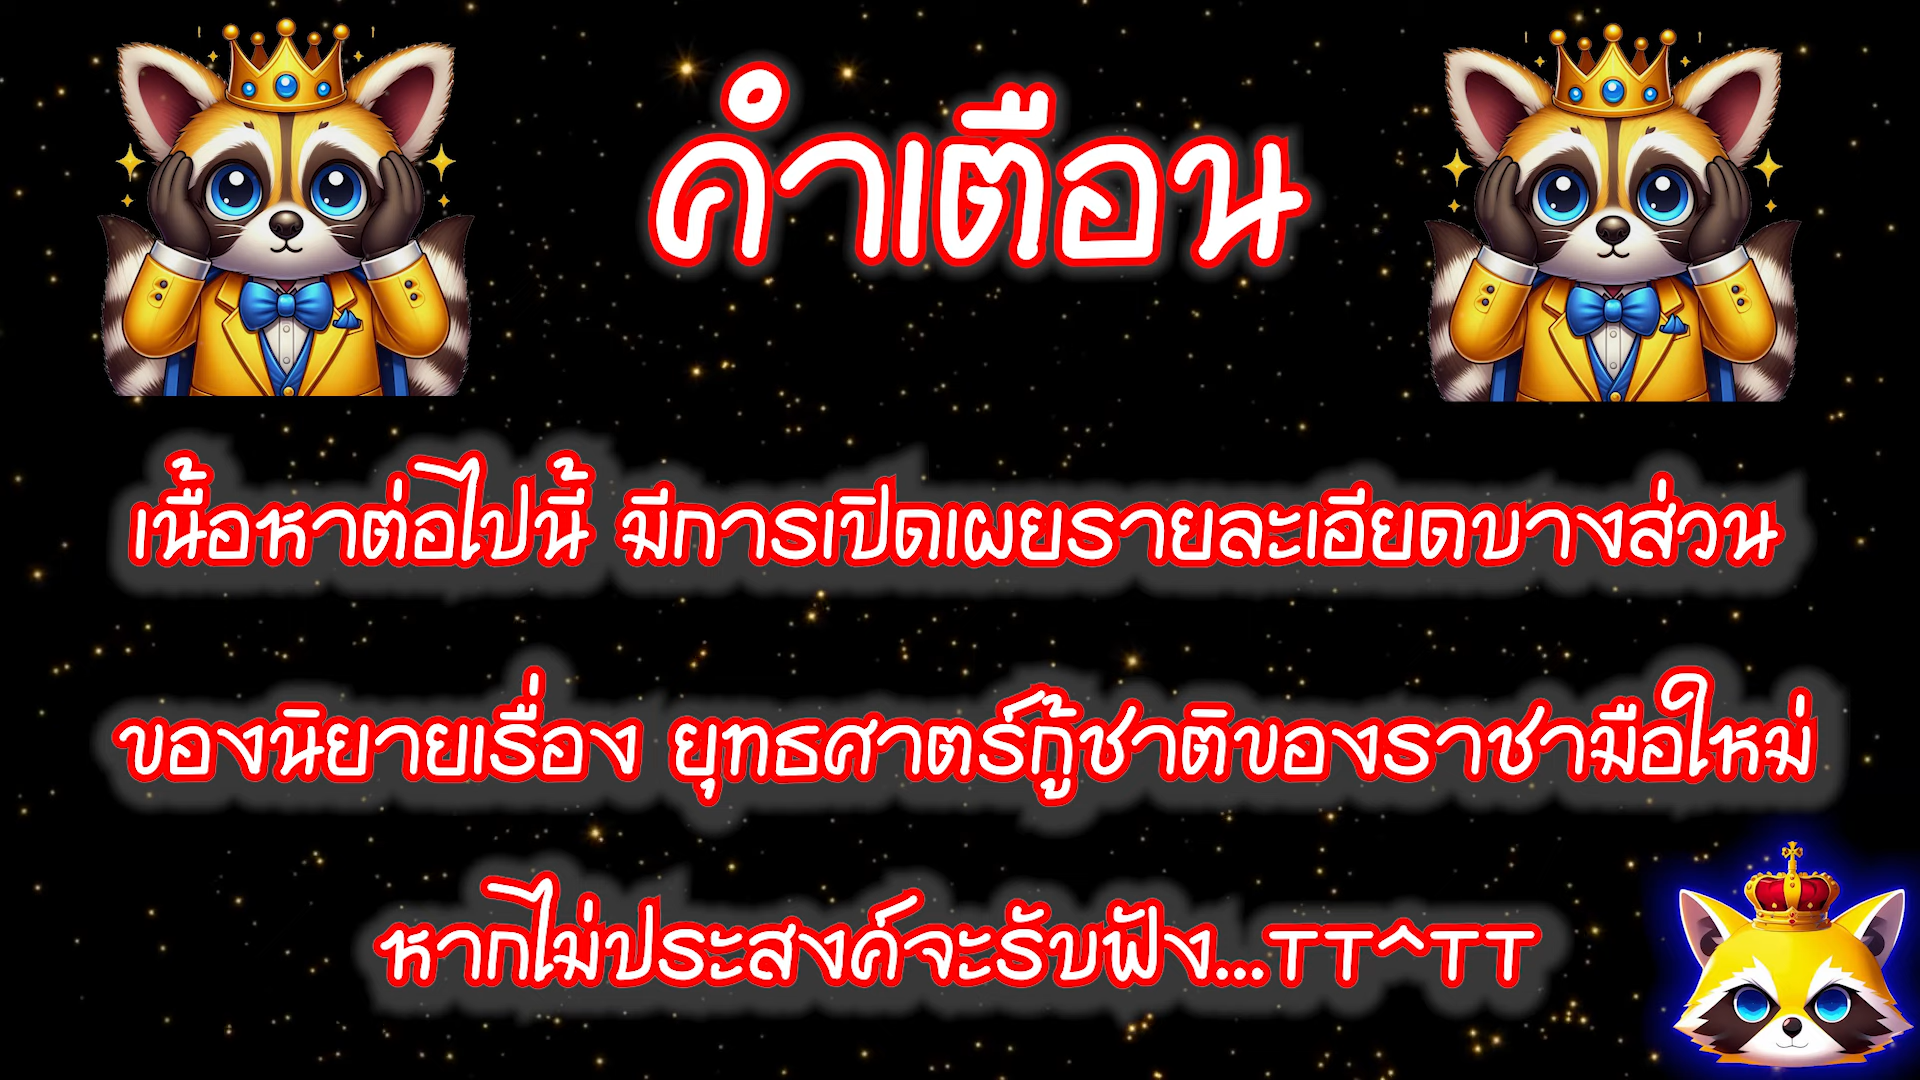 คำเตือน
เนื้อหาต่อไปนี้ มีการเปิดเผยรายละเอียดบางส่วน
ของนิยายเรื่อง ยุทธศาตร์กู้ชาติของราชามือใหม่
หากไม่ประสงค์จะรับฟัง...TT^TT